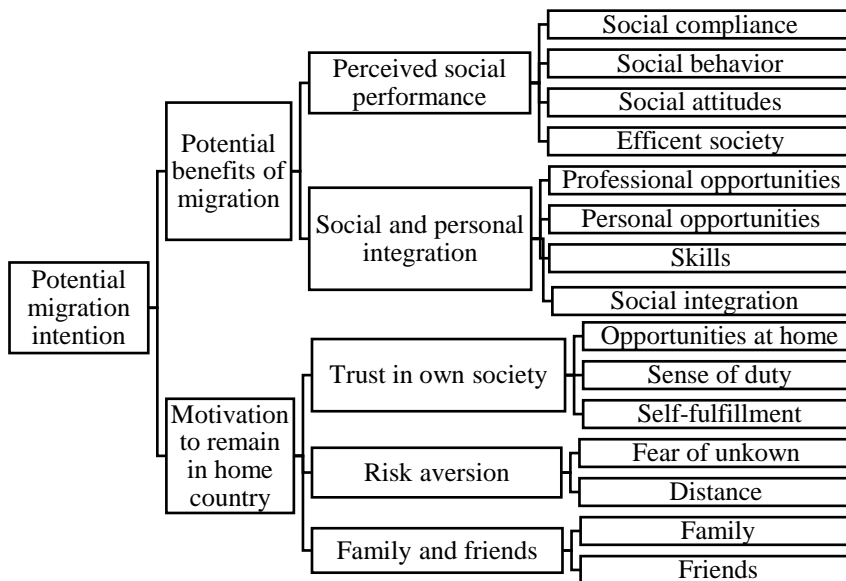 Potential
migration
intention
Potential
benefits of
migration
Perceived social
performance
Social compliance
Social behavior
Social attitudes
Efficent society
Social and personal
integration
Professional opportunities
Personal opportunities
Skills
Social integration
Motivation
to remain
in home
country
Trust in own society
Opportunities at home
Sense of duty
Self-fulfillment
Risk aversion
Fear of unkown
Distance
Family and friends
Family
Friends